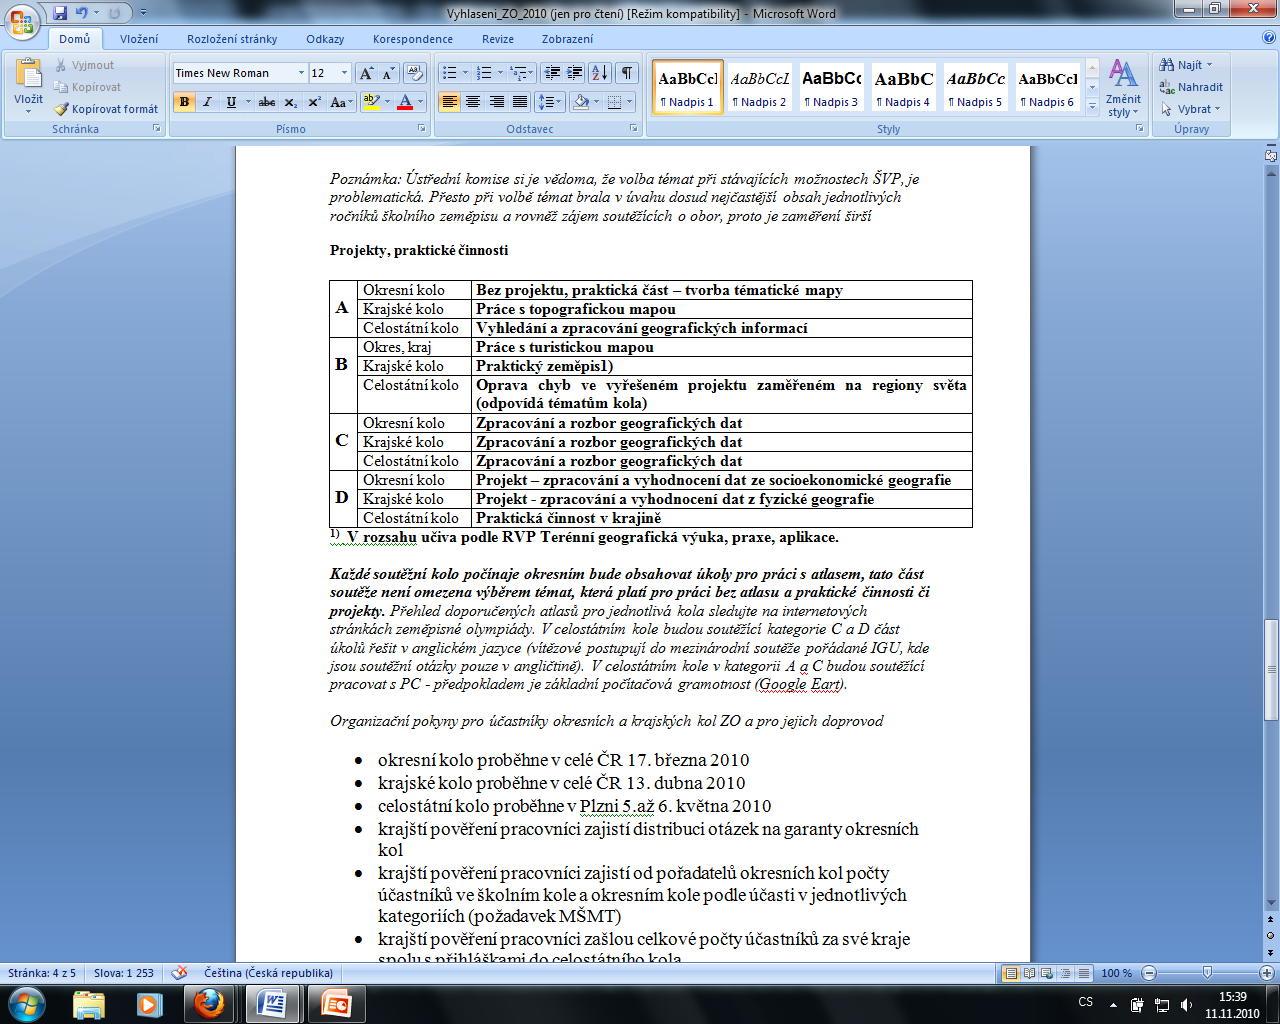 Vyhlaseni_ZO_2010 (jen pro čtení) [Režim kompatibility] - Microsoft Word
Domů Vložení Rozložení stránky Odkazy Korespondence Revize Zobrazení
Vložit
Vyjmout
Kopírovat
Kopírovat formát
Schránka
Times New Roman 12
B I U abc x₂ x² Aa
Písmo
Odstavec
AaBbCcI AaBbCcL AaBbCc AaBbC AaBbCc AaBbCcI
¶ Nadpis 1 ¶ Nadpis 2 ¶ Nadpis 3 ¶ Nadpis 4 ¶ Nadpis 5 ¶ Nadpis 6
Změnit styly
Styly
Najít
Nahradit
Vybrat
Úpravy
Poznámka: Ústřední komise si je vědoma, že volba témat při stávajících možnostech ŠVP, je
problematická. Přesto při volbě témat brala v úvahu dosud nejčastější obsah jednotlivých
ročníků školního zeměpisu a rovněž zájem soutěžících o obor, proto je zaměření širší
Projekty, praktické činnosti
A
Okresní kolo Bez projektu, praktická část – tvorba tématické mapy
Krajské kolo Práce s topografickou mapou
Celostátní kolo Vyhledání a zpracování geografických informací
B
Okres, kraj Práce s turistickou mapou
Krajské kolo Praktický zeměpis1)
Celostátní kolo Oprava chyb ve vyřešeném projektu zaměřeném na regiony světa
(odpovídá tématům kola)
C
Okresní kolo Zpracování a rozbor geografických dat
Krajské kolo Zpracování a rozbor geografických dat
Celostátní kolo Zpracování a rozbor geografických dat
D
Okresní kolo Projekt – zpracování a vyhodnocení dat ze socioekonomické geografie
Krajské kolo Projekt - zpracování a vyhodnocení dat z fyzické geografie
Celostátní kolo Praktická činnost v krajině
1) V rozsahu učiva podle RVP Terénní geografická výuka, praxe, aplikace.
Každé soutěžní kolo počínaje okresním bude obsahovat úkoly pro práci s atlasem, tato část
soutěže není omezena výběrem témat, která platí pro práci bez atlasu a praktické činnosti či
projekty. Přehled doporučených atlasů pro jednotlivá kola sledujte na internetových
stránkách zeměpisné olympiády. V celostátním kole budou soutěžící kategorie C a D část
úkolů řešit v anglickém jazyce (vítězové postupují do mezinárodní soutěže pořádané IGU, kde
jsou soutěžní otázky pouze v angličtině). V celostátním kole v kategorii A a C budou soutěžící
pracovat s PC - předpokladem je základní počítačová gramotnost (Google Eart).
Organizační pokyny pro účastníky okresních a krajských kol ZO a pro jejich doprovod
• okresní kolo proběhne v celé ČR 17. března 2010
• krajské kolo proběhne v celé ČR 13. dubna 2010
• celostátní kolo proběhne v Plzni 5.až 6. května 2010
• krajští pověření pracovníci zajistí distribuci otázek na garanty okresních
kol
• krajští pověření pracovníci zajistí od pořadatelů okresních kol počty
účastníků ve školním kole a okresním kole podle účasti v jednotlivých
kategoriích (požadavek MŠMT)
• krajští pověření pracovníci zašlou celkové počty účastníků za své kraje
spolu s přihláškami do celostátního kola
Stránka: 4 z 5 Slova: 1 253 Čeština (Česká republika) 100 %
CS 15:39
11.11.2010